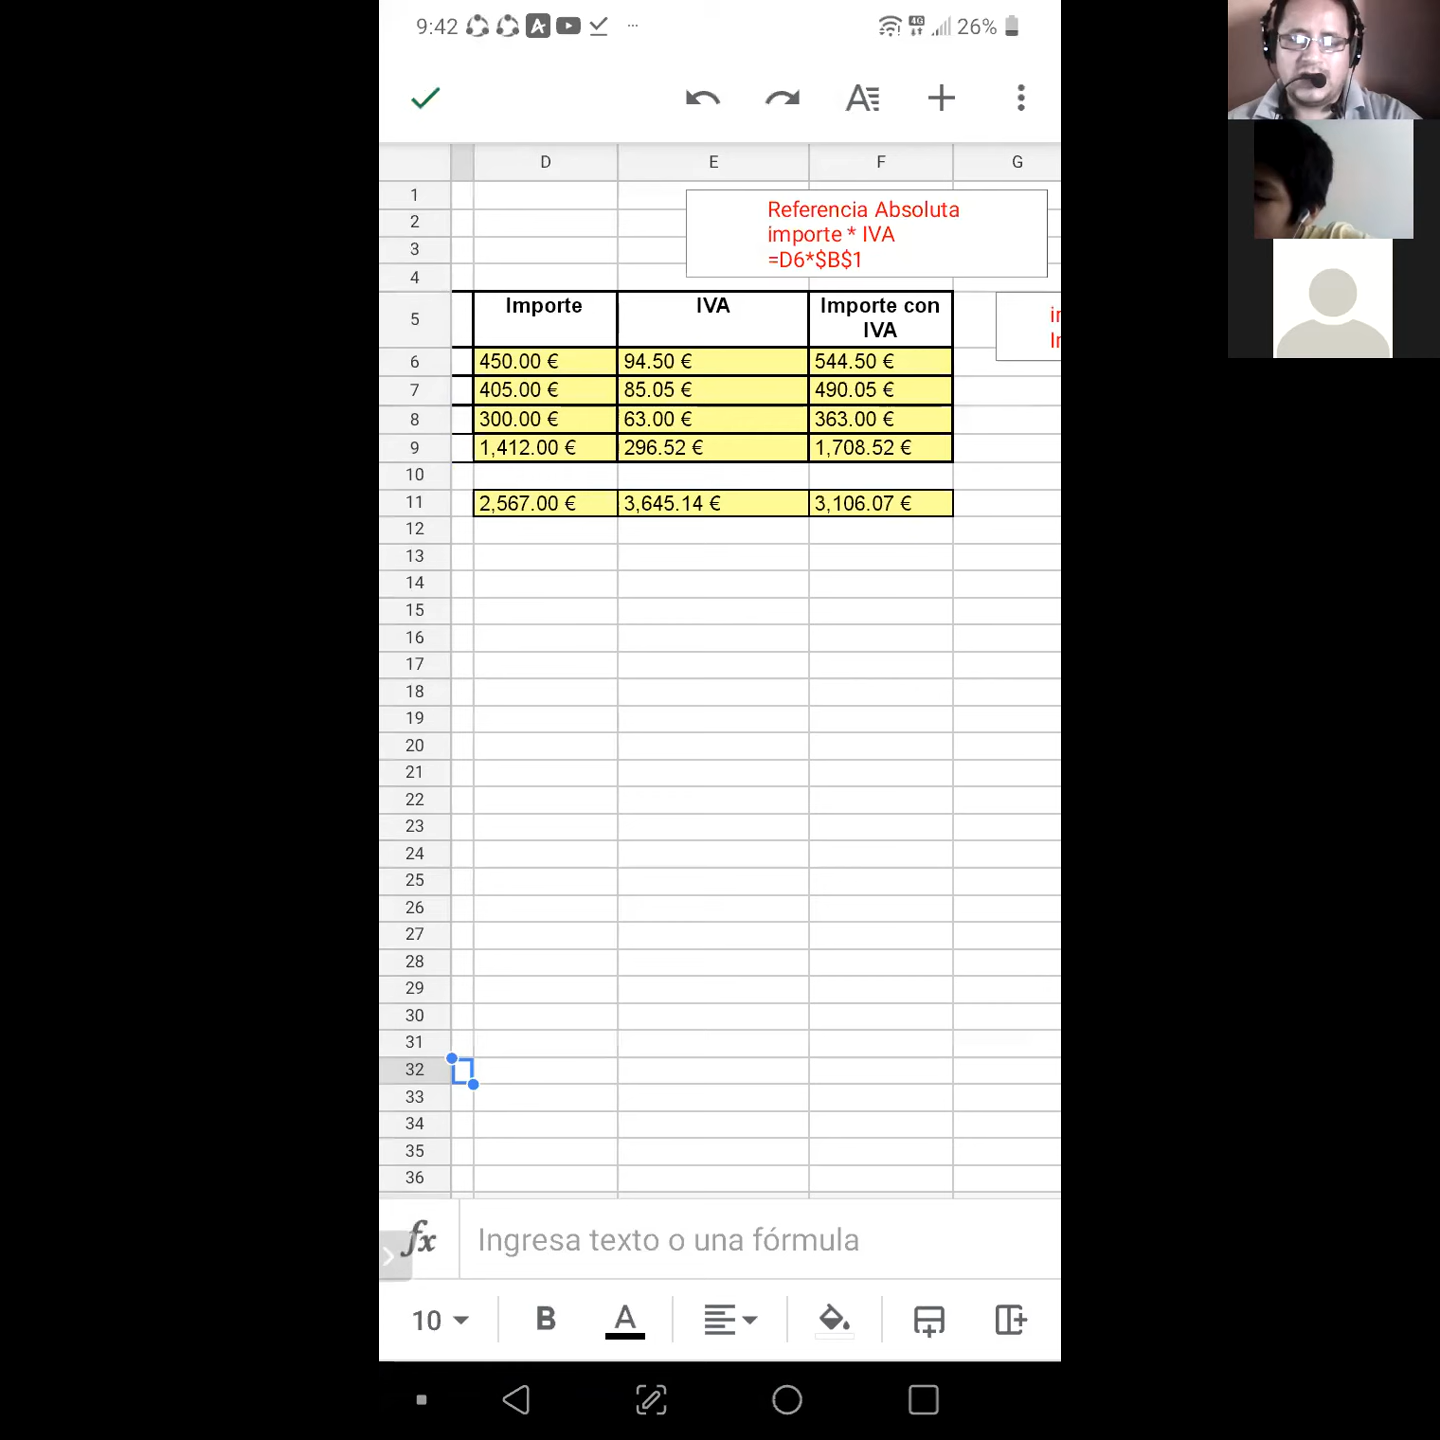 9:42 ... 4G 26%
D E F G
1
2
3
4
Referencia Absoluta
importe * IVA
=D6*$B$1
5 Importe IVA Importe con
IVA
6 450.00 € 94.50 € 544.50 €
7 405.00 € 85.05 € 490.05 €
8 300.00 € 63.00 € 363.00 €
9 1,412.00 € 296.52 € 1,708.52 €
10
11 2,567.00 € 3,645.14 € 3,106.07 €
12
13
14
15
16
17
18
19
20
21
22
23
24
25
26
27
28
29
30
31
32
33
34
35
36
fx Ingresa texto o una fórmula
10 B A